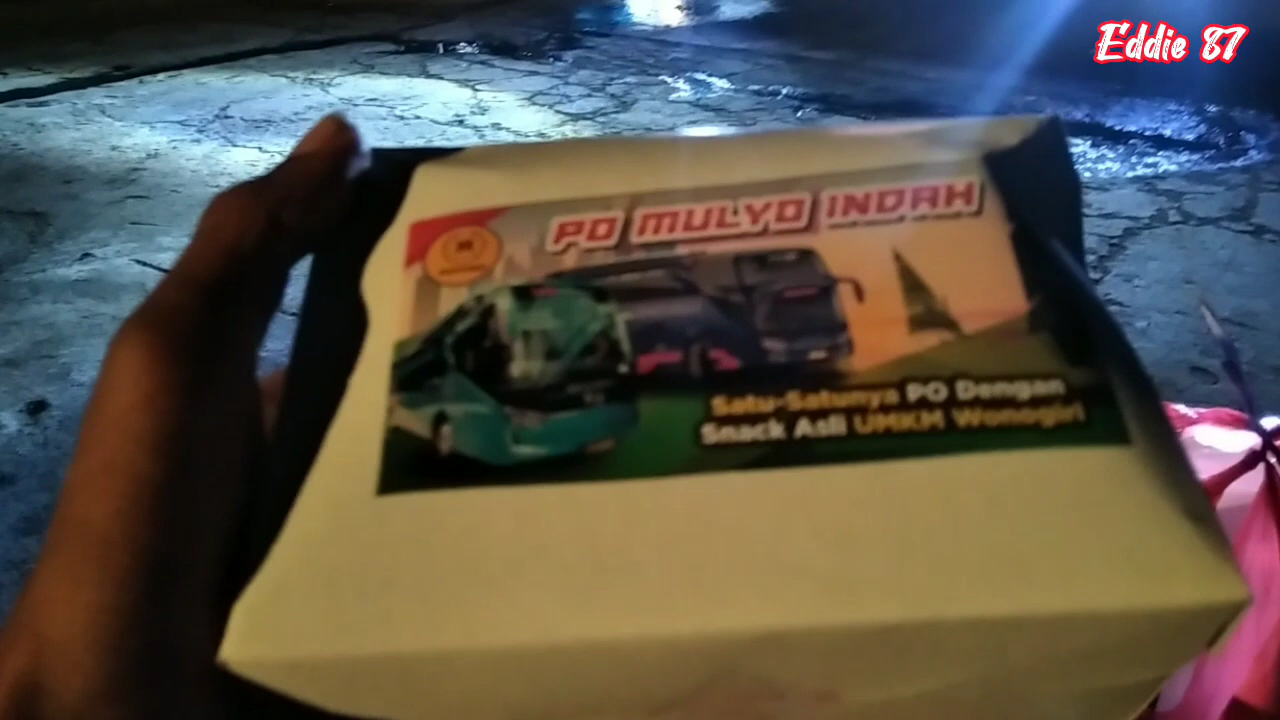 Eddie 87
PO MULYO INDAH
Satu-Satunya PO Dengan
Snack Asli UMKM Wonogiri